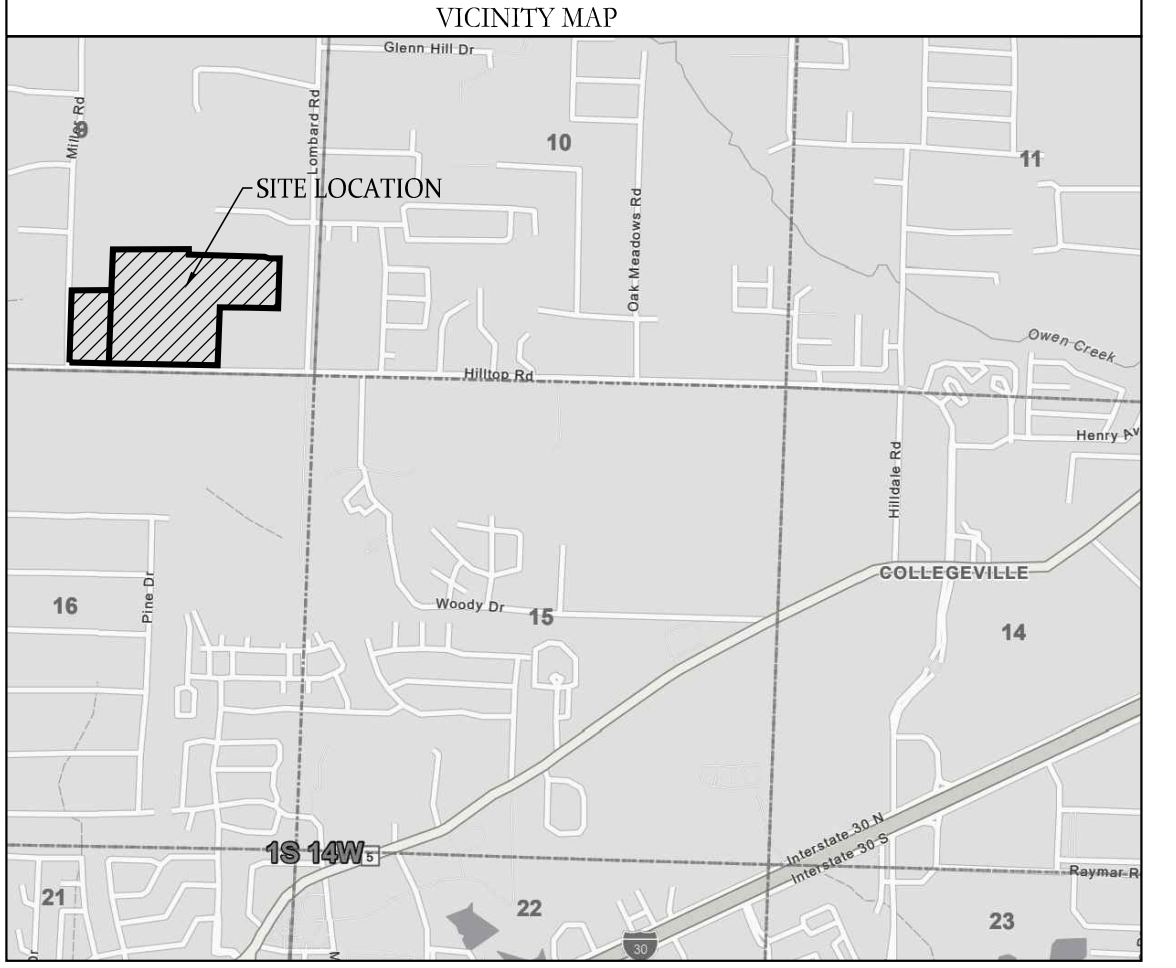 VICINITY MAP
Glenn Hill Dr
Miller Rd
9
Lombard Rd
10
11
SITE LOCATION
Oak Meadows Rd
Owen Creek
Hilltop Rd
Henry Av
Hilldale Rd
COLLEGEVILLE
16
Pine Dr
Woody Dr
15
14
1S 14W
5
Interstate 30 N
Interstate 30 S
Raymar R
21
22
23
30
Dr